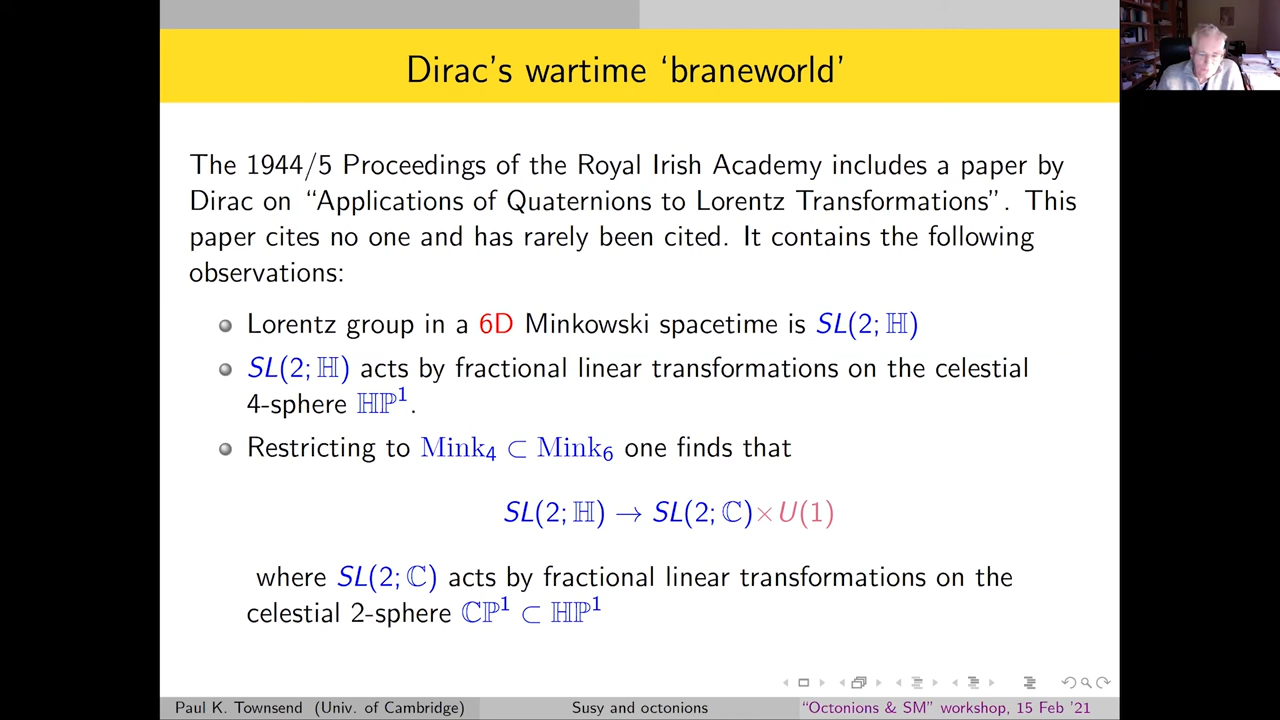 Dirac's wartime ‘braneworld’
The 1944/5 Proceedings of the Royal Irish Academy includes a paper by
Dirac on “Applications of Quaternions to Lorentz Transformations”. This
paper cites no one and has rarely been cited. It contains the following
observations:
Lorentz group in a 6D Minkowski spacetime is SL(2; ℍ)
SL(2; ℍ) acts by fractional linear transformations on the celestial
4-sphere ℍℙ¹.
Restricting to Mink₄ ⊂ Mink₆ one finds that
SL(2; ℍ) → SL(2; ℂ)×U(1)
where SL(2; ℂ) acts by fractional linear transformations on the
celestial 2-sphere ℂℙ¹ ⊂ ℍℙ¹
Paul K. Townsend (Univ. of Cambridge) Susy and octonions “Octonions & SM” workshop, 15 Feb '21